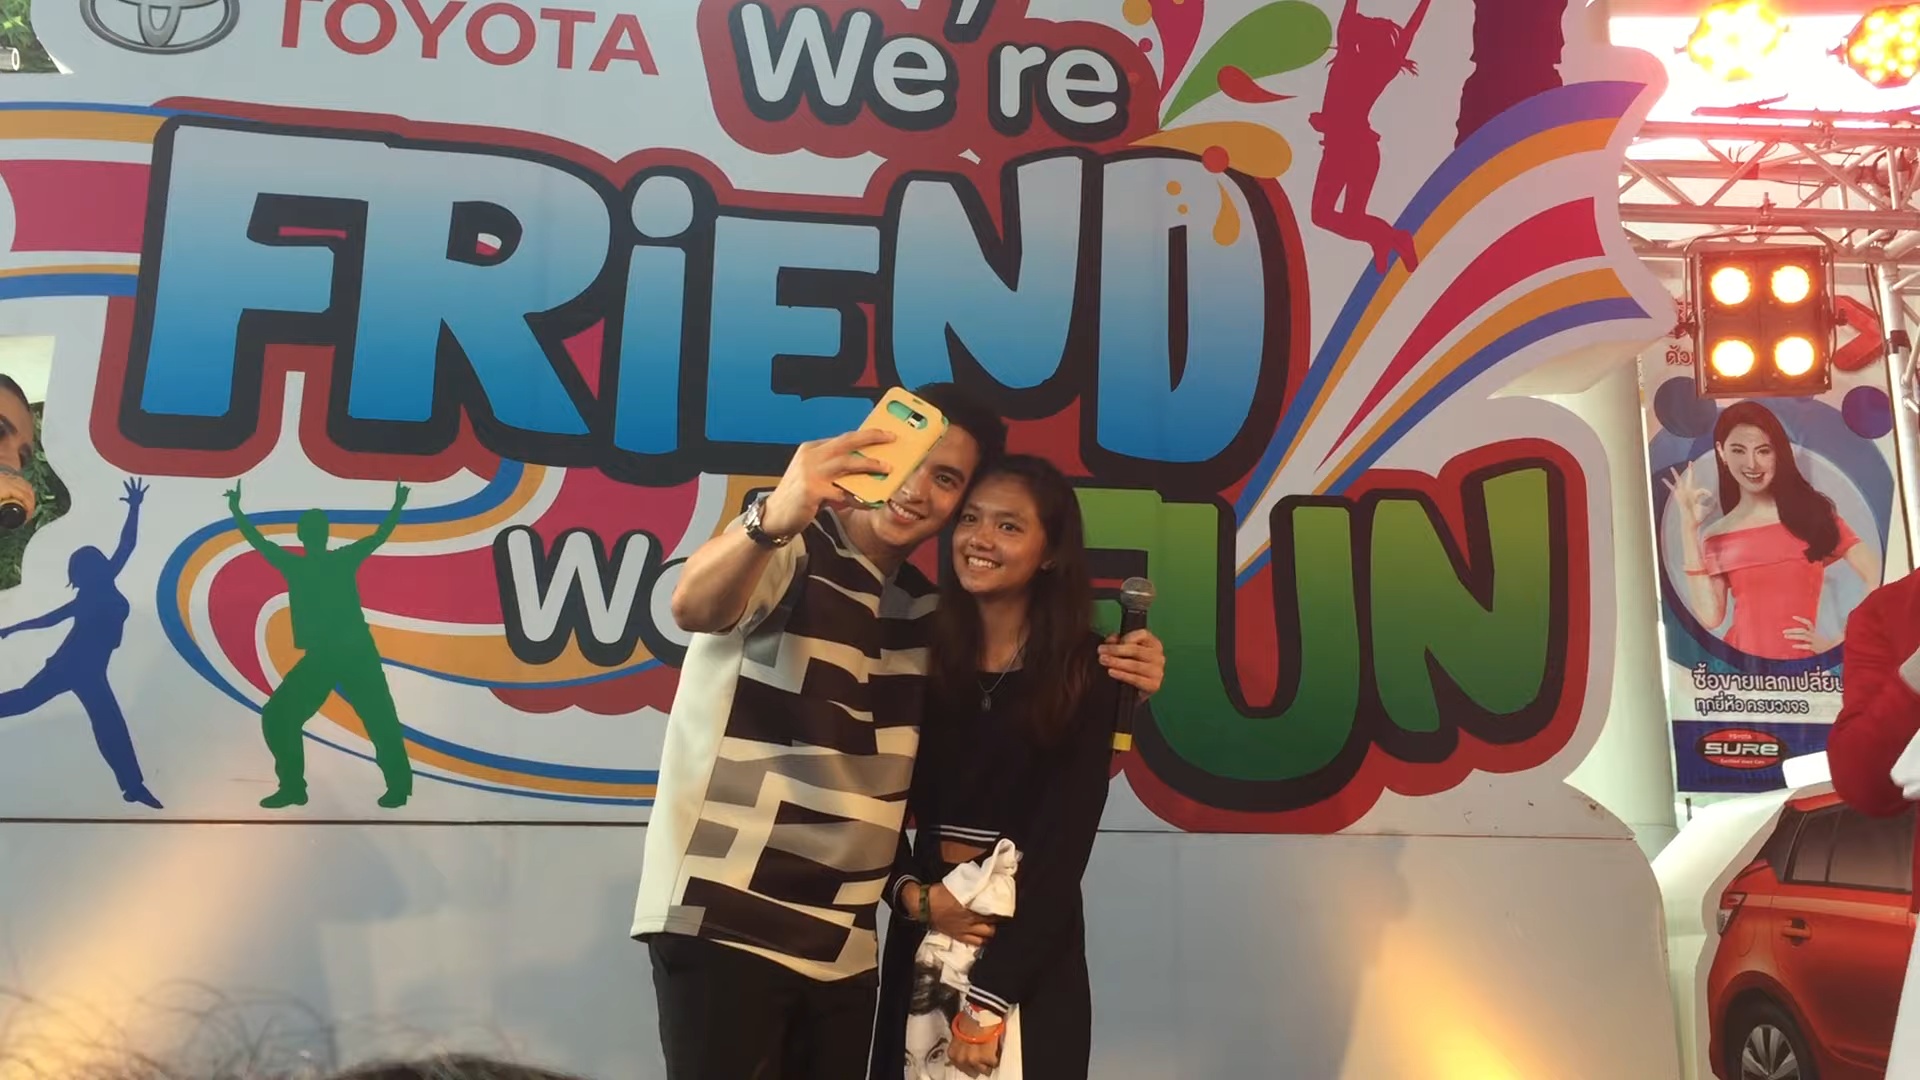 TOYOTA
We're
FRiEND
We
FUN
ซื้อขายแลกเปลี่ยน
ทุกยี่ห้อ ครบวงจร
TOYOTA
SURE